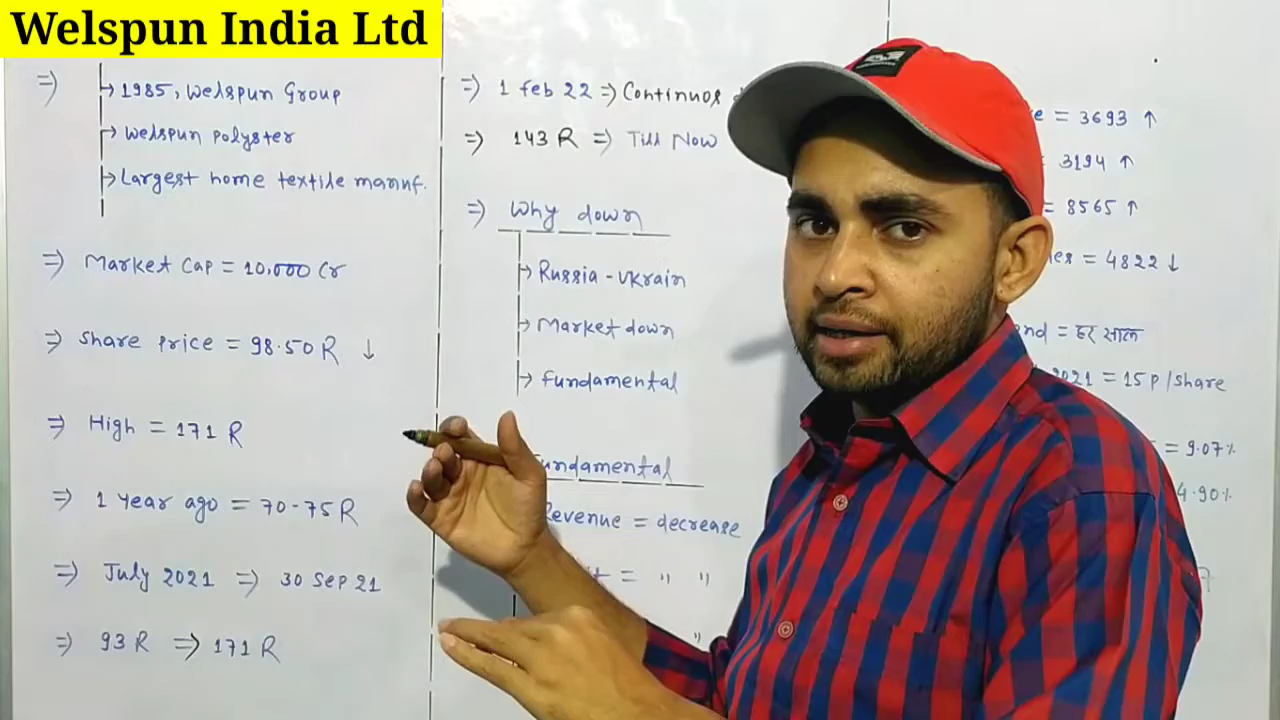 Welspun India Ltd
⇒ → 1985, Welspun Group
→ Welspun polyster
→ Largest home textile manuf.
⇒ Market Cap = 10,000 Cr
⇒ Share Price = 98.50 R ↓
⇒ High = 171 R
⇒ 1 Year ago = 70-75 R
⇒ July 2021 ⇒ 30 Sep 21
⇒ 93 R ⇒ 171 R
⇒ 1 Feb 22 ⇒ Continuos
⇒ 143 R ⇒ Till Now
⇒ Why down
→ Russia - Ukrain
→ Market down
→ Fundamental
Fundamental
Revenue = decrease
= " "
"
= 3693 ↑
= 3194 ↑
= 8565 ↑
= 4822 ↓
= हर साल
2021 = 15 P/Share
= 9.07%
4.90%